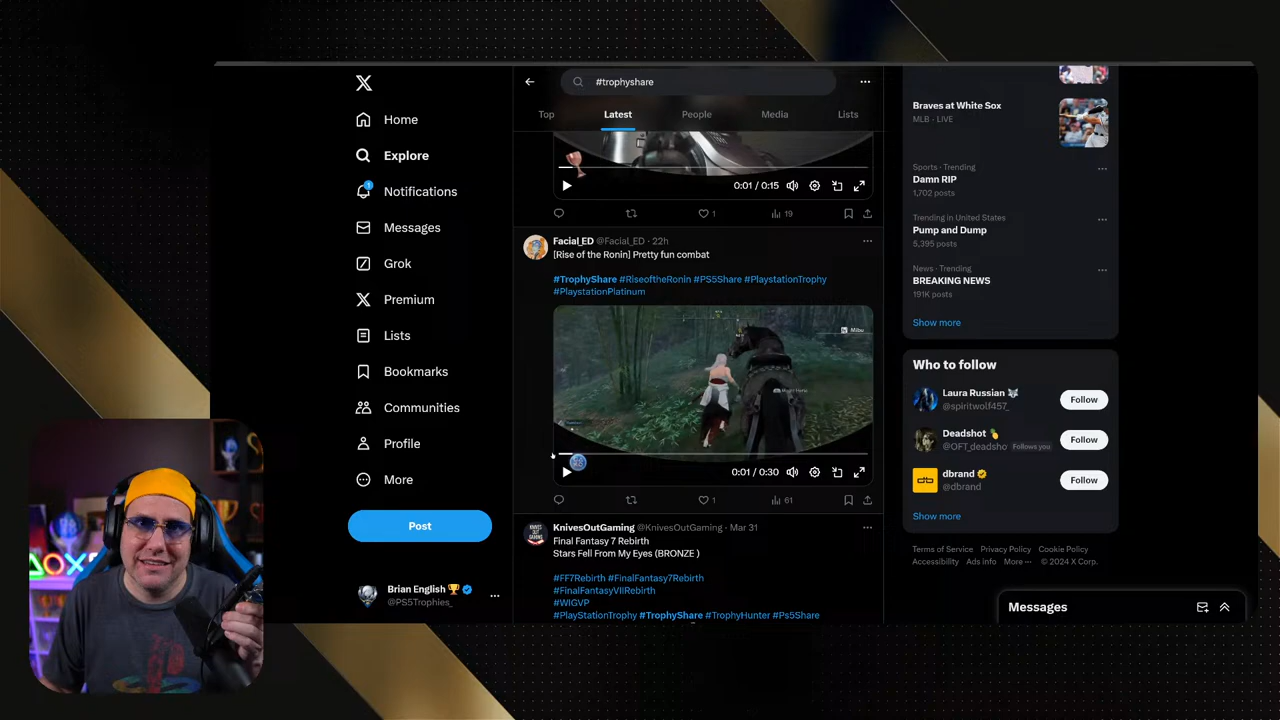 Home
Explore
1
Notifications
Messages
Grok
Premium
Lists
Bookmarks
Communities
Profile
More
Post
Brian English
@PS5Trophies_
#trophyshare
Top
Latest
People
Media
Lists
0:01 / 0:15
1
19
Facial_ED @Facial_ED · 22h
[Rise of the Ronin] Pretty fun combat
#TrophyShare #RiseoftheRonin #PS5Share #PlaystationTrophy
#PlaystationPlatinum
Mibu
0:01 / 0:30
1
61
KnivesOutGaming @KnivesOutGaming · Mar 31
Final Fantasy 7 Rebirth
Stars Fell From My Eyes (BRONZE )
#FF7Rebirth #FinalFantasy7Rebirth
#FinalFantasyVIIRebirth
#WIGVP
#PlayStationTrophy #TrophyShare #TrophyHunter #Ps5Share
Braves at White Sox
MLB · LIVE
Sports · Trending
Damn RIP
1,702 posts
Trending in United States
Pump and Dump
5,395 posts
News · Trending
BREAKING NEWS
191K posts
Show more
Who to follow
Laura Russian
@spiritwolf457_
Follow
Deadshot
@OFT_deadsho Follows you
Follow
dbrand
@dbrand
Follow
Show more
Terms of Service Privacy Policy Cookie Policy
Accessibility Ads info More ··· © 2024 X Corp.
Messages